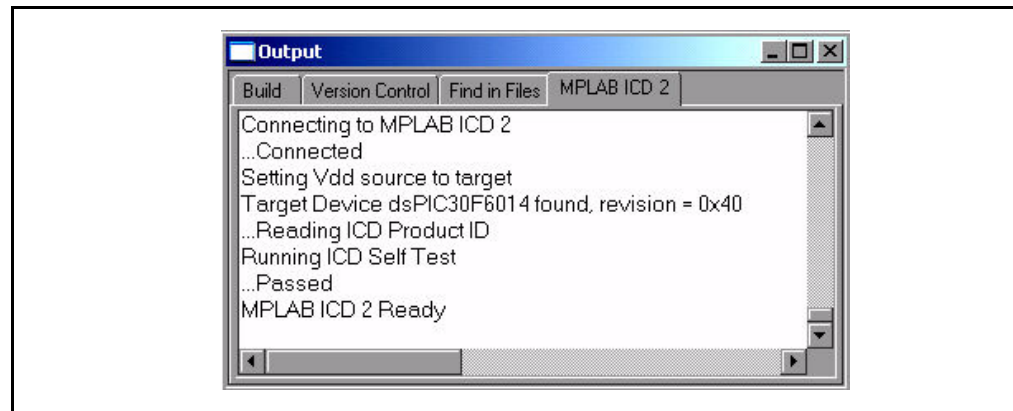 Output
Build Version Control Find in Files MPLAB ICD 2
Connecting to MPLAB ICD 2
...Connected
Setting Vdd source to target
Target Device dsPIC30F6014 found, revision = 0x40
...Reading ICD Product ID
Running ICD Self Test
...Passed
MPLAB ICD 2 Ready